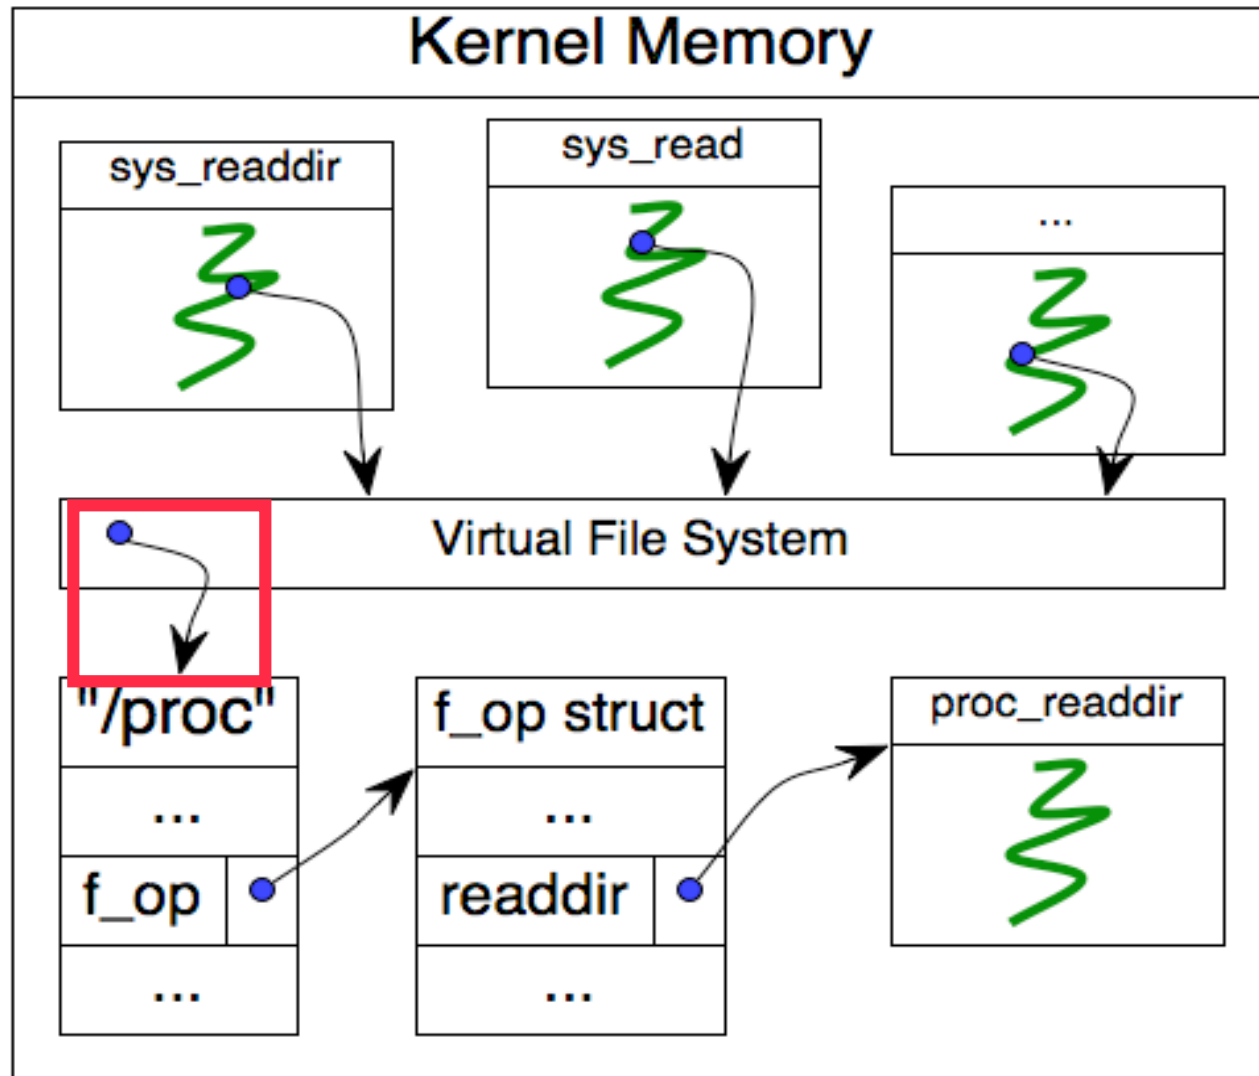 Kernel Memory
sys_readdir
sys_read
...
Virtual File System
"/proc"
...
f_op
...
f_op struct
...
readdir
...
proc_readdir